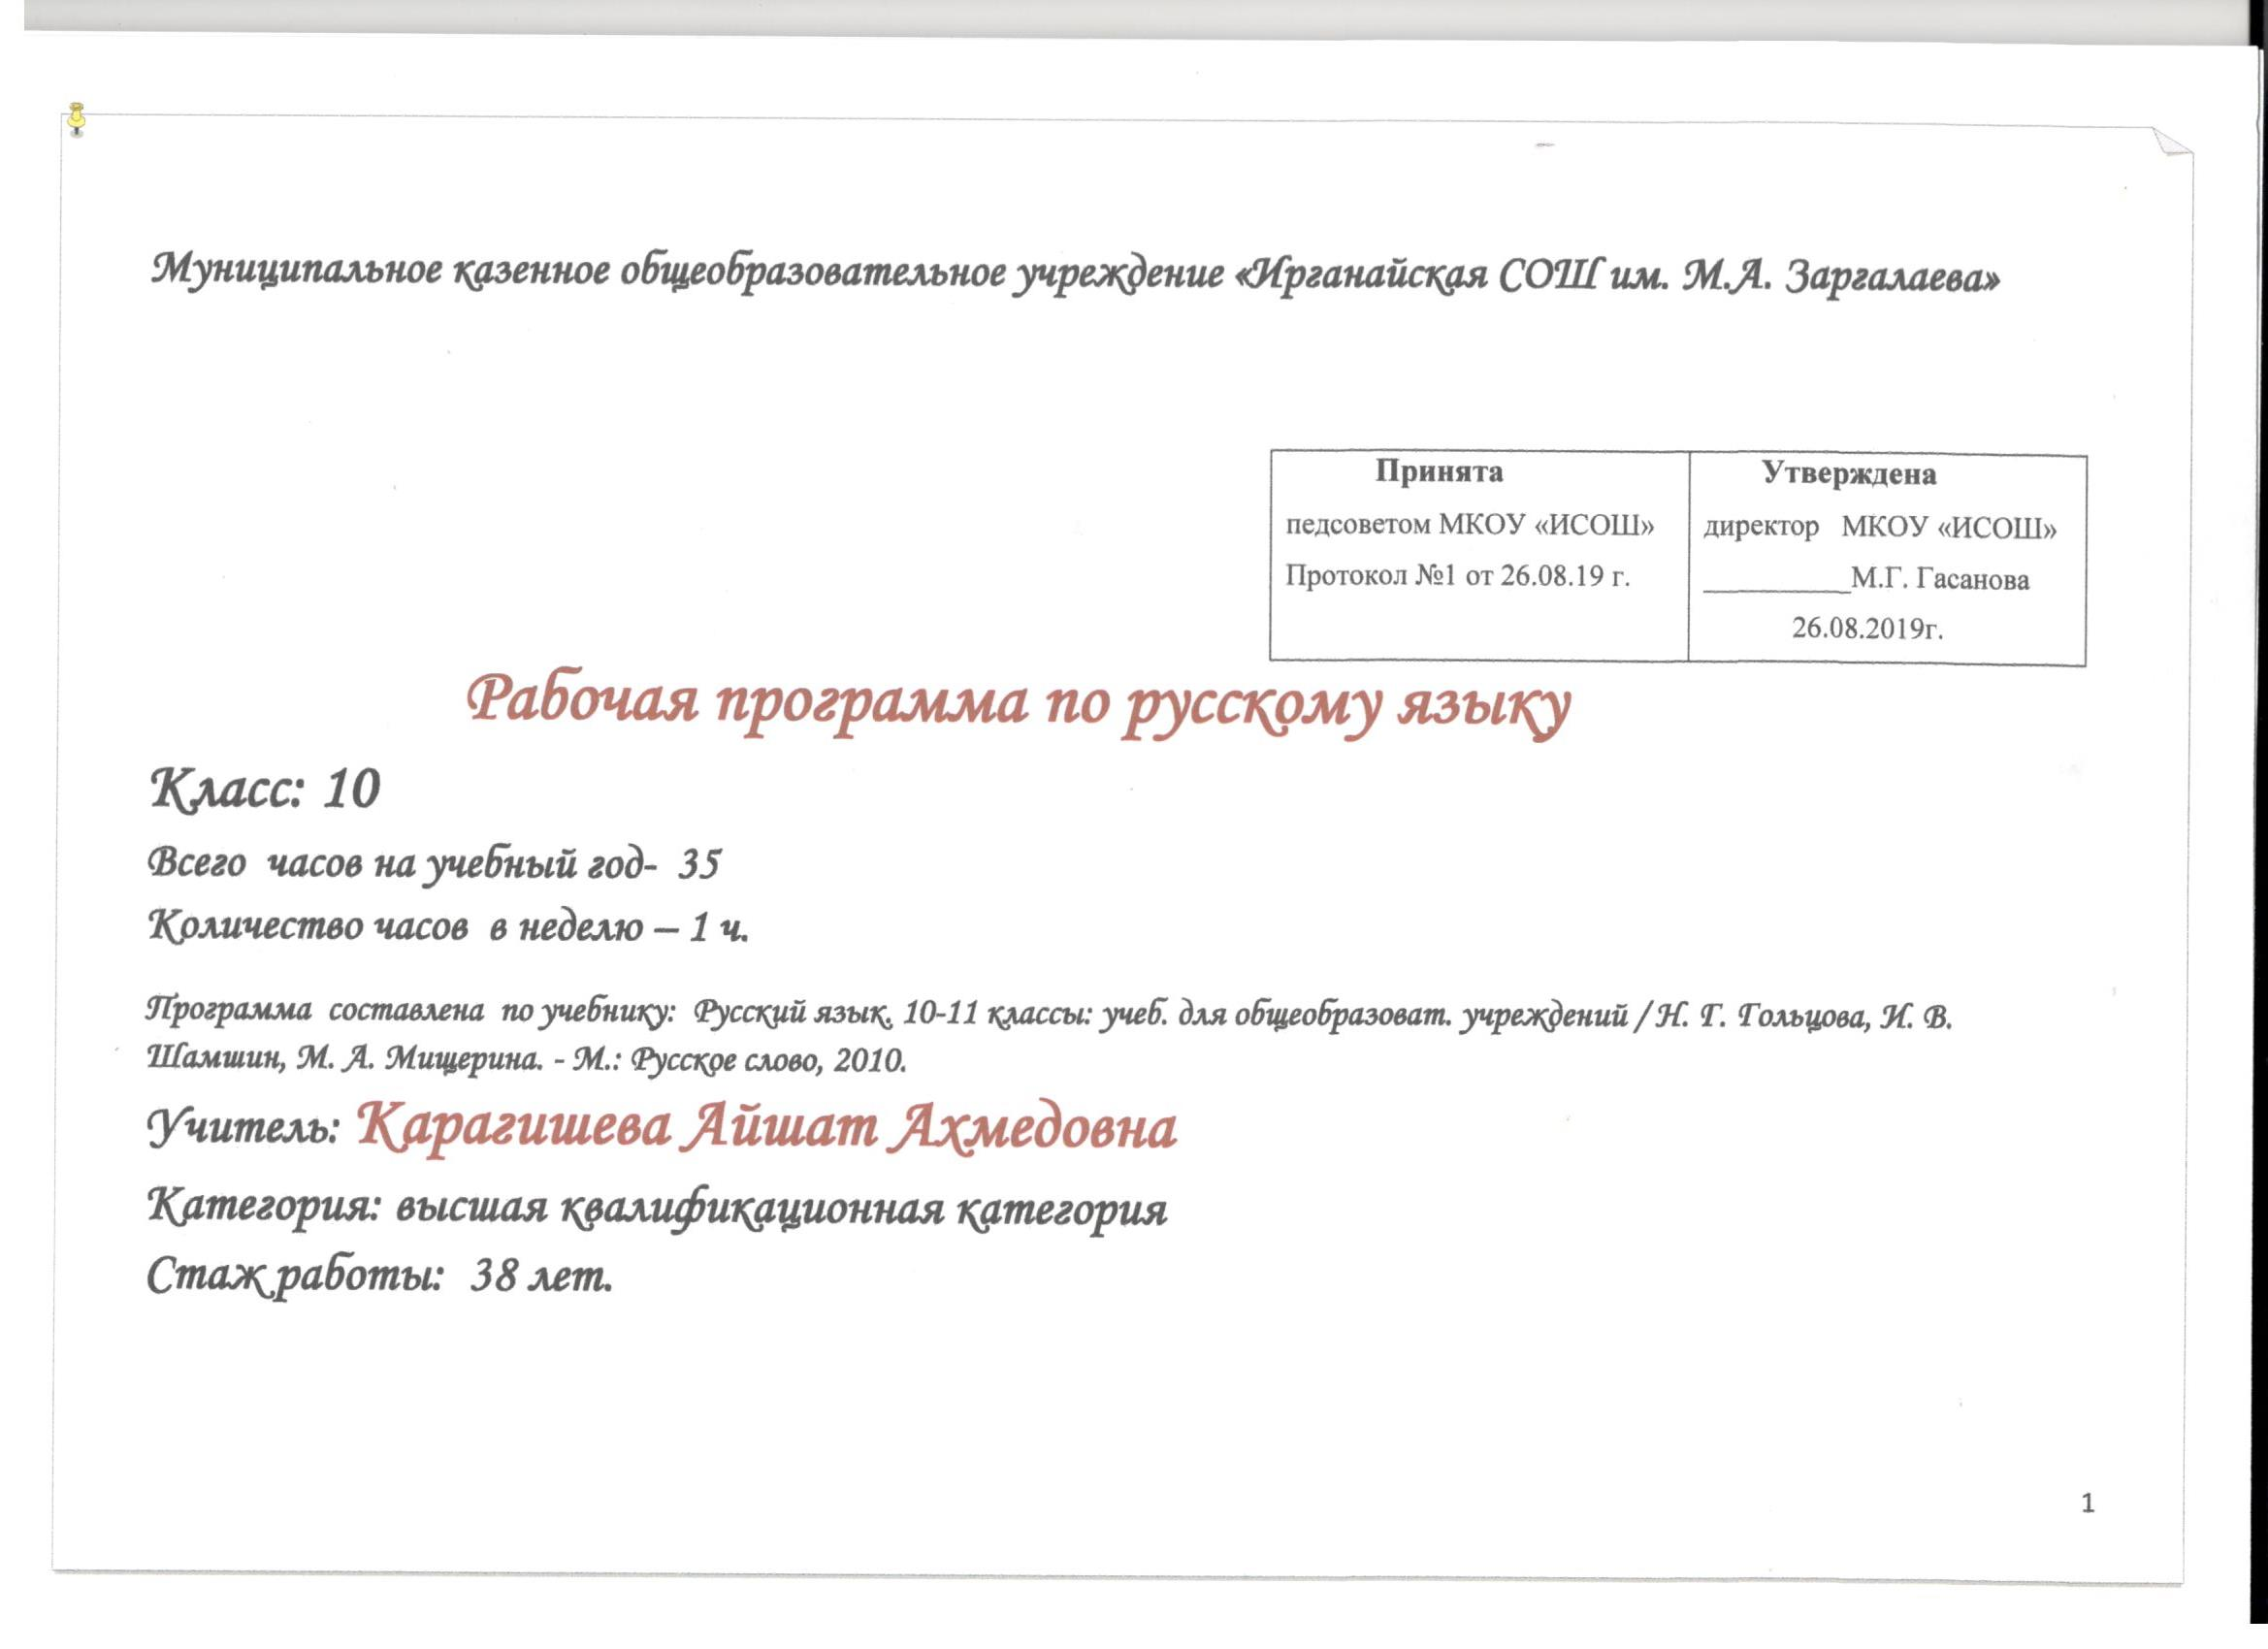 Муниципальное казенное общеобразовательное учреждение «Ирганайская СОШ им. М.А. Заргалаева»
Принята
педсоветом МКОУ «ИСОШ»
Протокол №1 от 26.08.19 г.
Утверждена
директор МКОУ «ИСОШ»
__________М.Г. Гасанова
26.08.2019г.
Рабочая программа по русскому языку
Класс: 10
Всего часов на учебный год- 35
Количество часов в неделю – 1 ч.
Программа составлена по учебнику: Русский язык. 10-11 классы: учеб. для общеобразоват. учреждений / Н. Г. Гольцова, И. В.
Шамшин, М. А. Мищерина. - М.: Русское слово, 2010.
Учитель: Карагишева Айшат Ахмедовна
Категория: высшая квалификационная категория
Стаж работы: 38 лет.
1